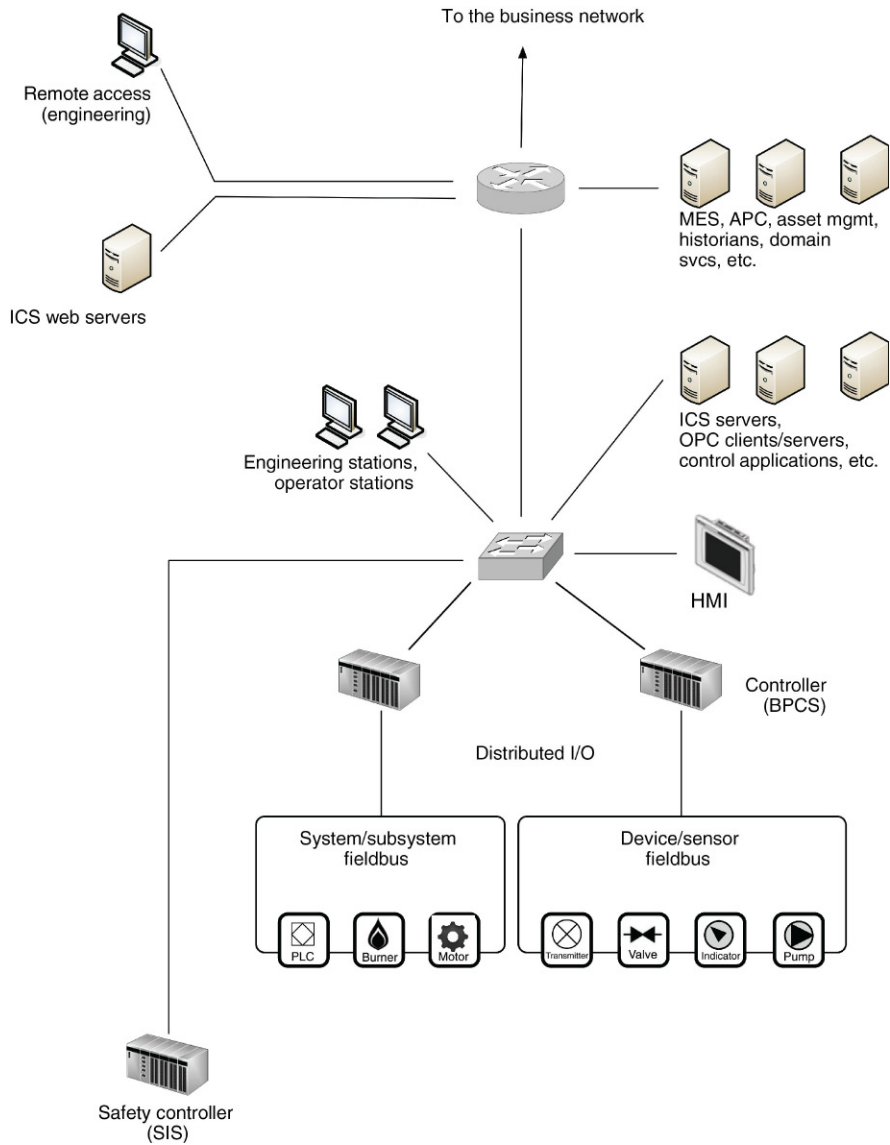 To the business network
Remote access
(engineering)
MES, APC, asset mgmt,
historians, domain
svcs, etc.
ICS web servers
ICS servers,
OPC clients/servers,
control applications, etc.
Engineering stations,
operator stations
HMI
Controller
(BPCS)
Distributed I/O
System/subsystem
fieldbus
Device/sensor
fieldbus
PLC
Burner
Motor
Transmitter
Valve
Indicator
Pump
Safety controller
(SIS)